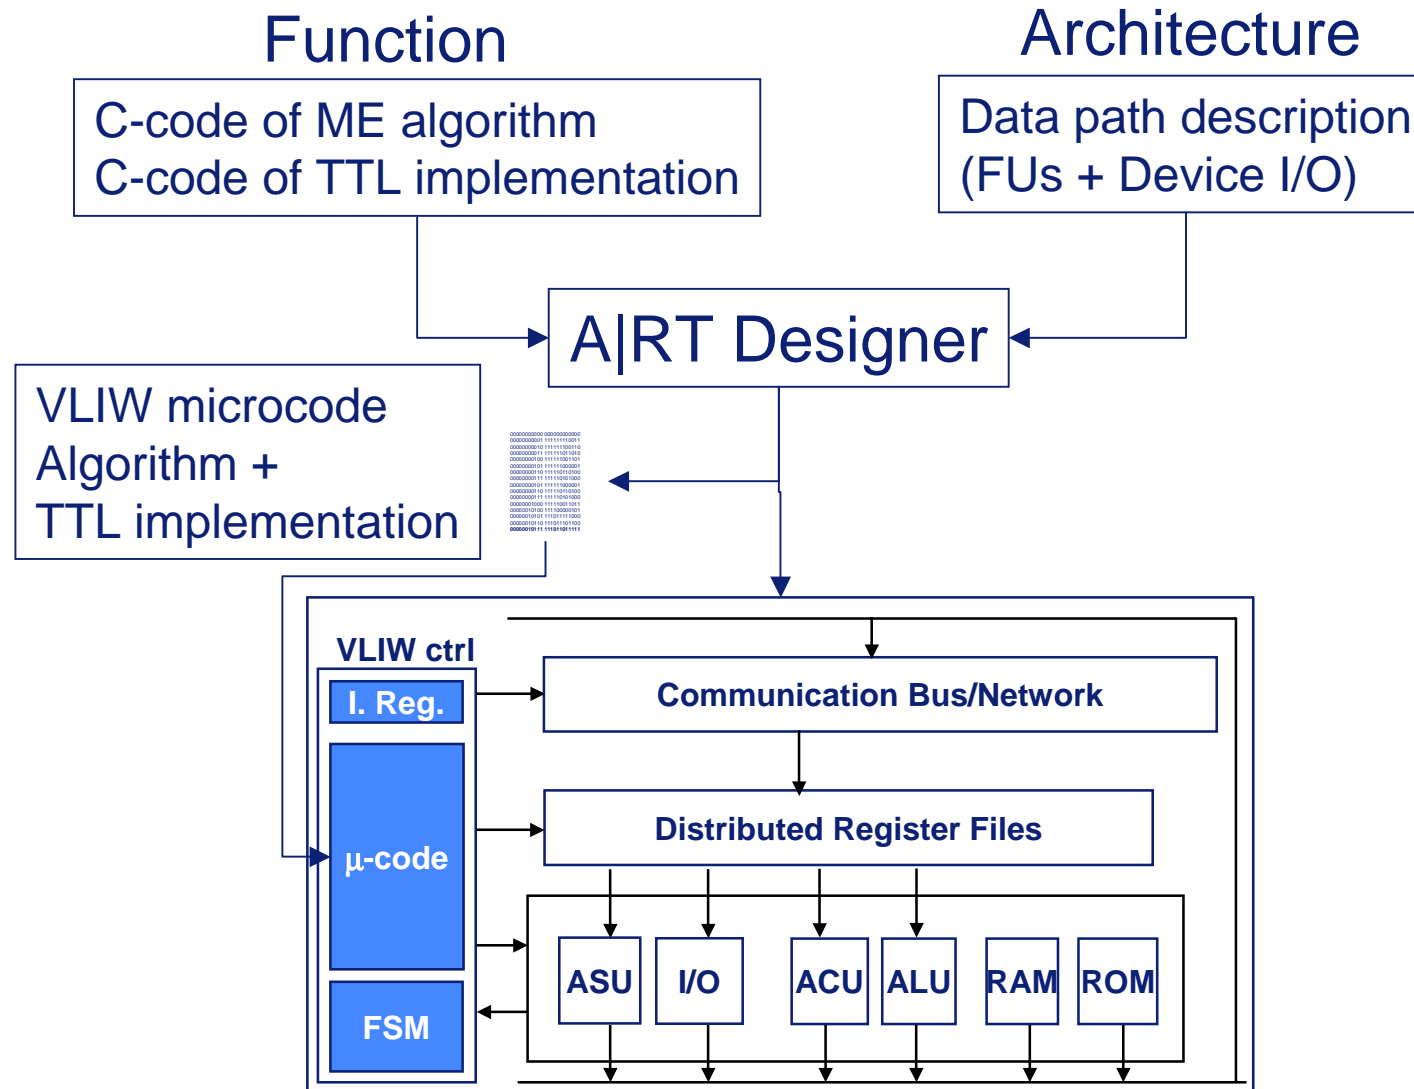 Function
Architecture
C-code of ME algorithm
C-code of TTL implementation
Data path description
(FUs + Device I/O)
A|RT Designer
VLIW microcode
Algorithm +
TTL implementation
VLIW ctrl
I. Reg.
Communication Bus/Network
Distributed Register Files
μ-code
ASU
I/O
ACU
ALU
RAM
ROM
FSM